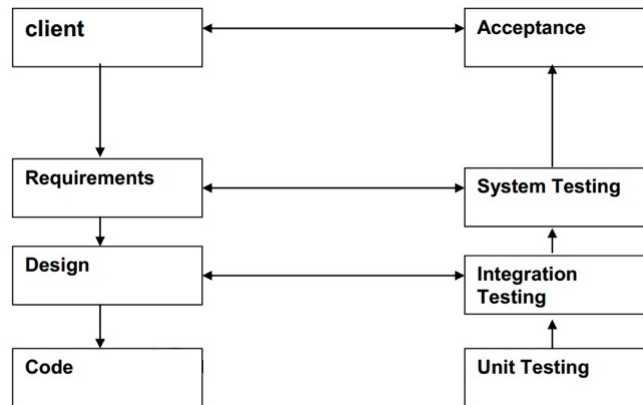 client
Acceptance
Requirements
System Testing
Design
Integration
Testing
Code
Unit Testing